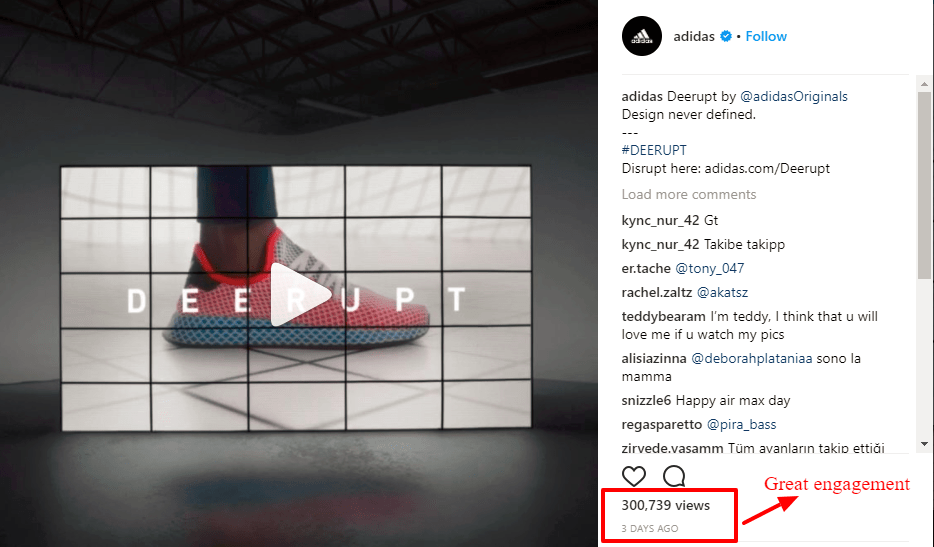 DEERUPT
adidas
adidas • Follow
adidas Deerupt by @adidasOriginals
Design never defined.
---
#DEERUPT
Disrupt here: adidas.com/Deerupt
Load more comments
kync_nur_42 Gt
kync_nur_42 Takibe takipp
er.tache @tony_047
rachel.zaltz @akatsz
teddybearam I'm teddy, I think that u will
love me if u watch my pics
alisiazinna @deborahplataniaa sono la
mamma
snizzle6 Happy air max day
regasparetto @pira_bass
zirvede.yasamm Tüm ayanların takip ettiği
Great engagement
300,739 views
3 DAYS AGO